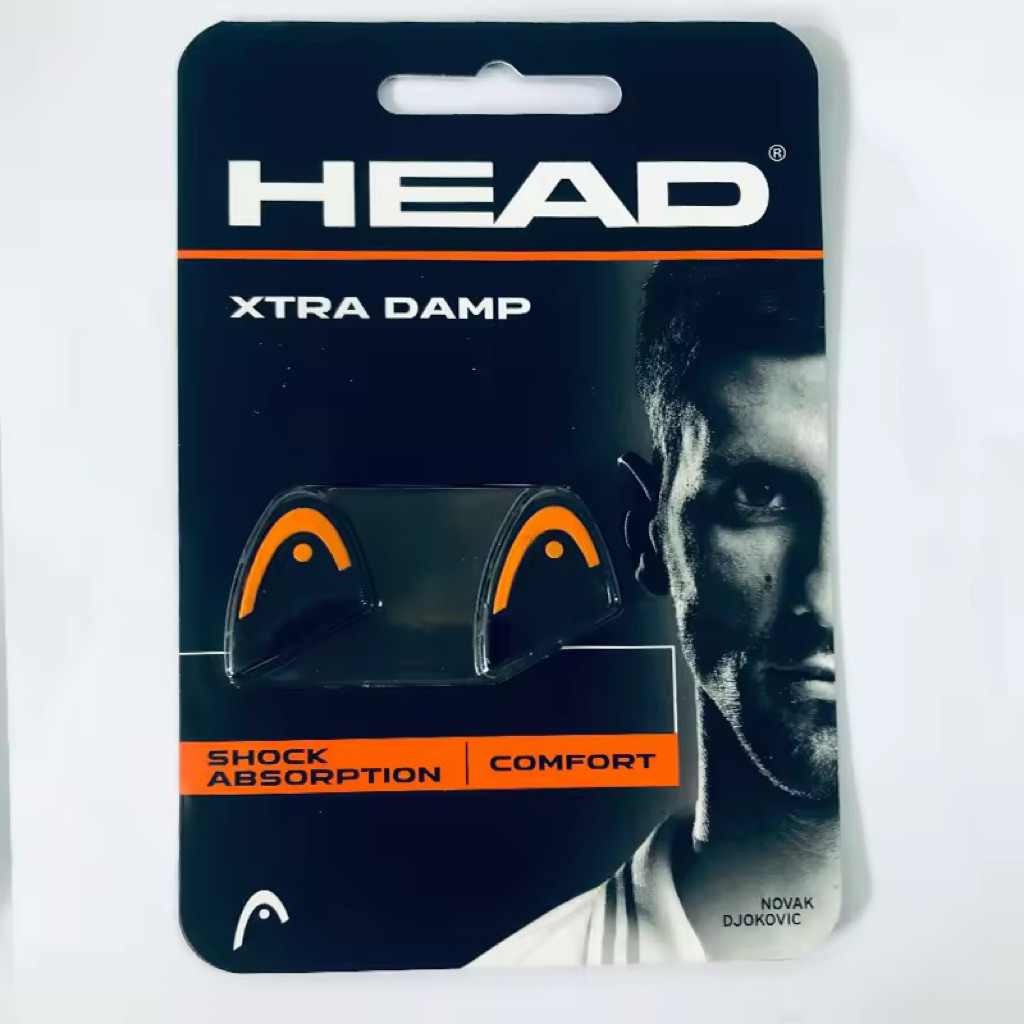 HEAD®
XTRA DAMP
SHOCK
ABSORPTION
COMFORT
NOVAK
DJOKOVIC